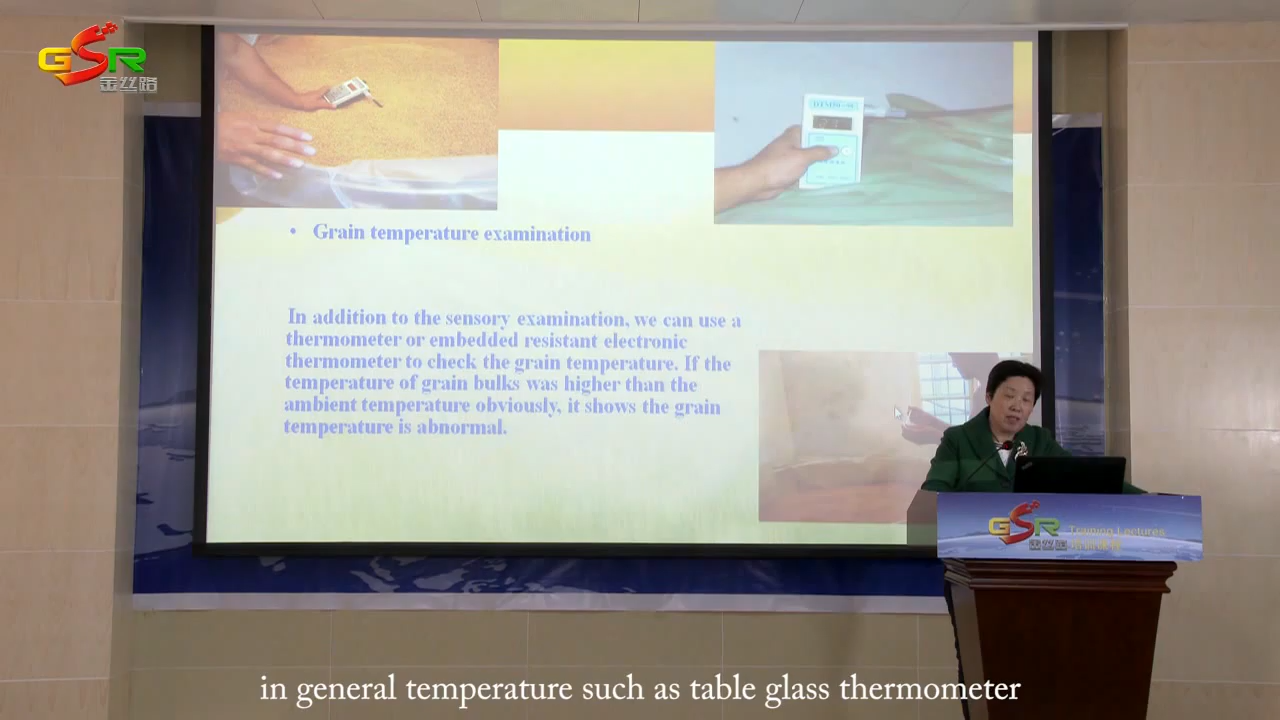 GSR
金丝路
• Grain temperature examination
In addition to the sensory examination, we can use a
thermometer or embedded resistant electronic
thermometer to check the grain temperature. If the
temperature of grain bulks was higher than the
ambient temperature obviously, it shows the grain
temperature is abnormal.
GSR
金丝路
Training Lectures
in general temperature such as table glass thermometer